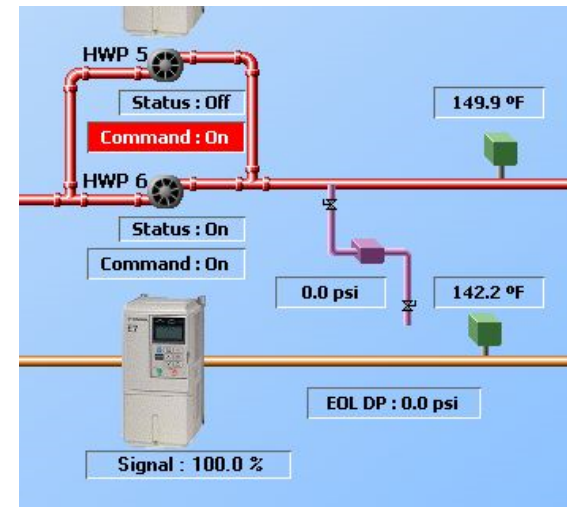 HWP 5
Status : Off
149.9 ºF
Command : On
HWP 6
Status : On
Command : On
0.0 psi
142.2 ºF
E7
EOL DP : 0.0 psi
Signal : 100.0 %